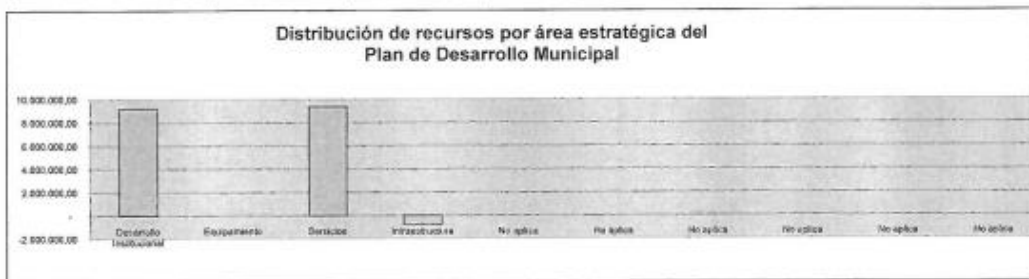 Distribución de recursos por área estratégica del
Plan de Desarrollo Municipal
10.000.000,00
8.000.000,00
6.000.000,00
4.000.000,00
2.000.000,00
-
-2.000.000,00
Desarrollo
Institucional
Equipamiento
Servicios
Infraestructura
No aplica
No aplica
No aplica
No aplica
No aplica
No aplica